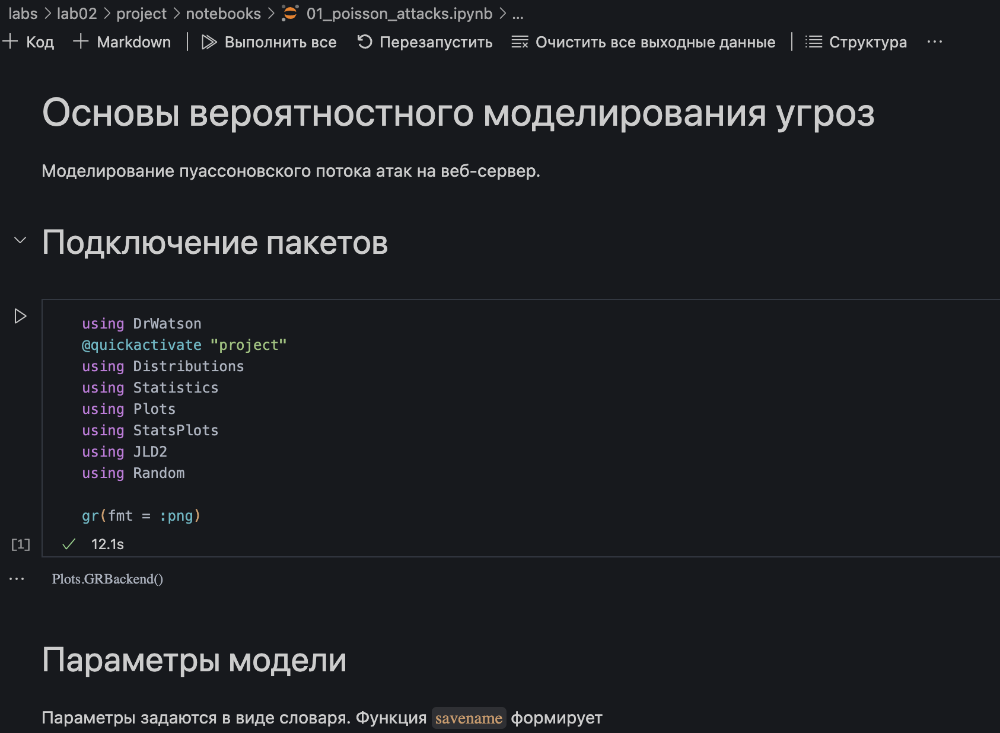 labs > lab02 > project > notebooks > 01_poisson_attacks.ipynb > ...
+ Код + Markdown | Выполнить все Перезапустить Очистить все выходные данные | Структура ...
Основы вероятностного моделирования угроз
Моделирование пуассоновского потока атак на веб-сервер.
Подключение пакетов
using DrWatson
@quickactivate "project"
using Distributions
using Statistics
using Plots
using StatsPlots
using JLD2
using Random
gr(fmt = :png)
[1] ✓ 12.1s
... Plots.GRBackend()
Параметры модели
Параметры задаются в виде словаря. Функция savename формирует